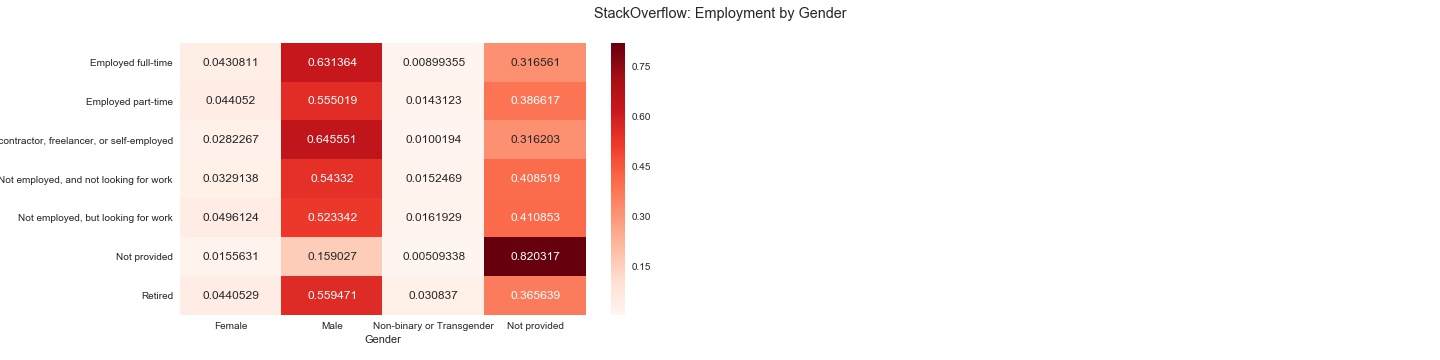 StackOverflow: Employment by Gender
Employed full-time 0.0430811 0.631364 0.00899355 0.316561
Employed part-time 0.044052 0.555019 0.0143123 0.386617
contractor, freelancer, or self-employed 0.0282267 0.645551 0.0100194 0.316203
Not employed, and not looking for work 0.0329138 0.54332 0.0152469 0.408519
Not employed, but looking for work 0.0496124 0.523342 0.0161929 0.410853
Not provided 0.0155631 0.159027 0.00509338 0.820317
Retired 0.0440529 0.559471 0.030837 0.365639
Female Male Non-binary or Transgender Not provided
Gender
0.75
0.60
0.45
0.30
0.15